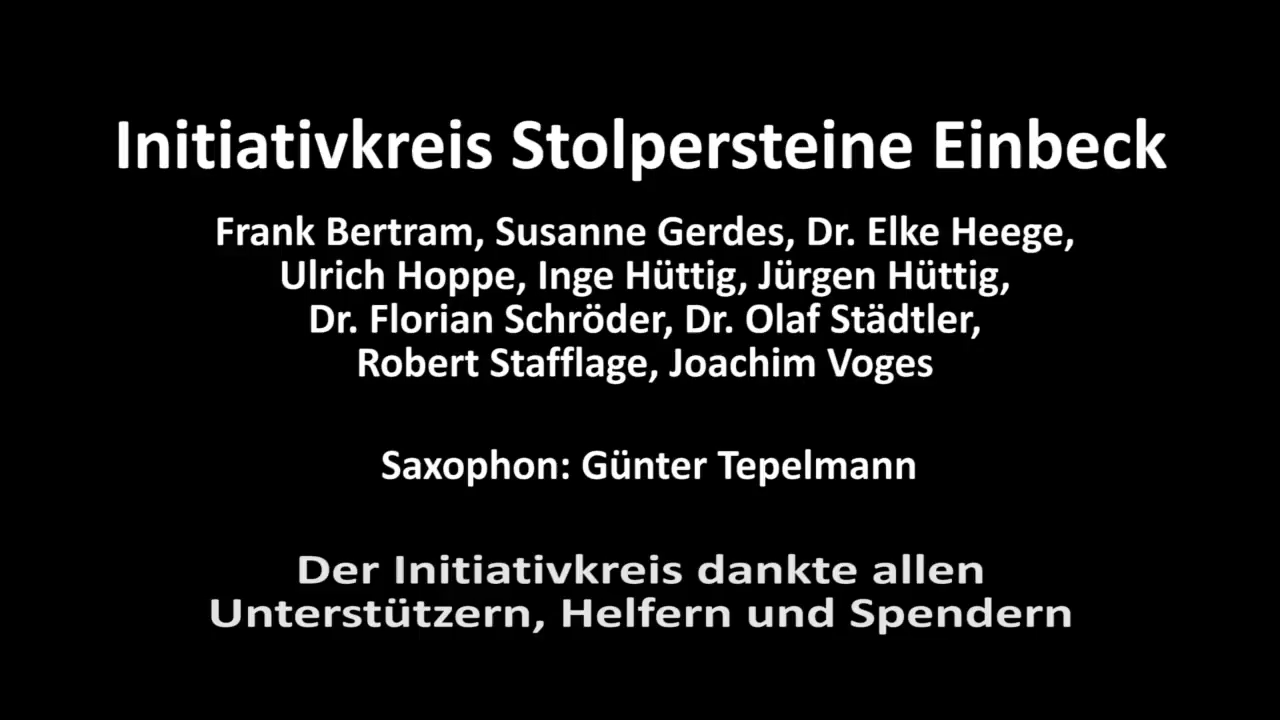 Initiativkreis Stolpersteine Einbeck
Frank Bertram, Susanne Gerdes, Dr. Elke Heege,
Ulrich Hoppe, Inge Hüttig, Jürgen Hüttig,
Dr. Florian Schröder, Dr. Olaf Städtler,
Robert Stafflage, Joachim Voges
Saxophon: Günter Tepelmann
Der Initiativkreis dankte allen
Unterstützern, Helfern und Spendern